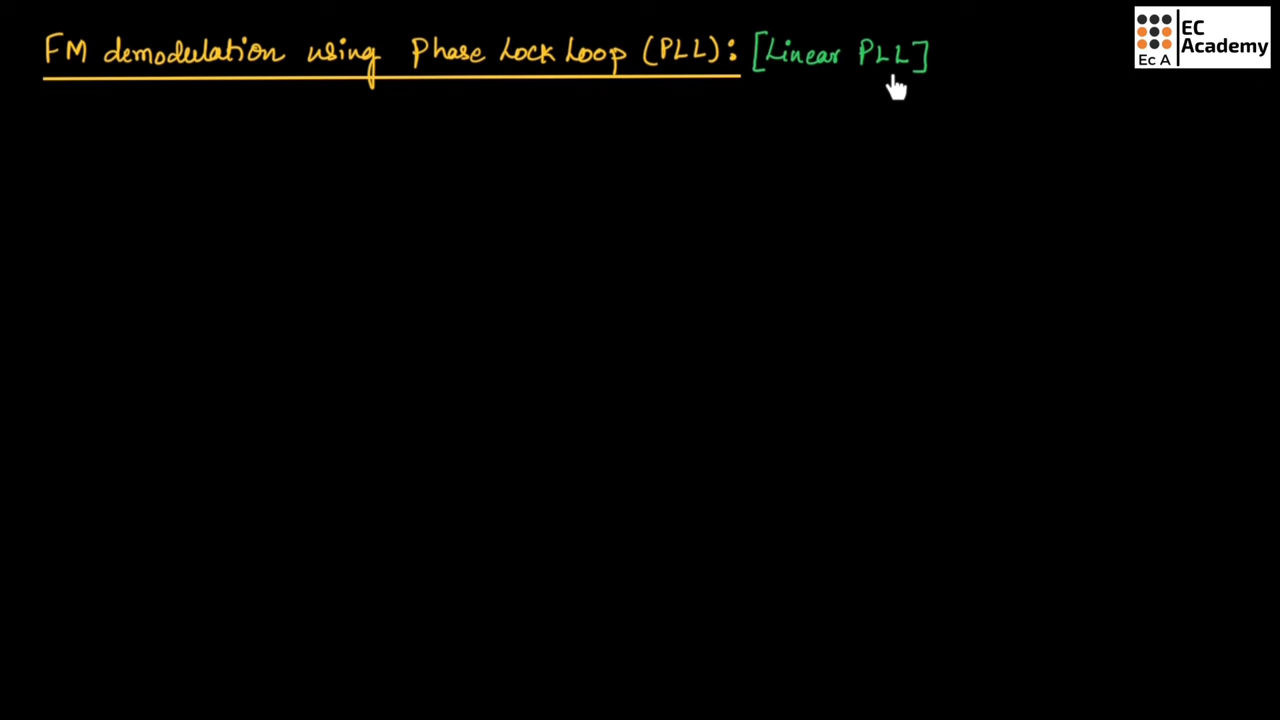 FM demodulation using Phase Lock Loop (PLL): [Linear PLL]
EC
Academy
Ec A